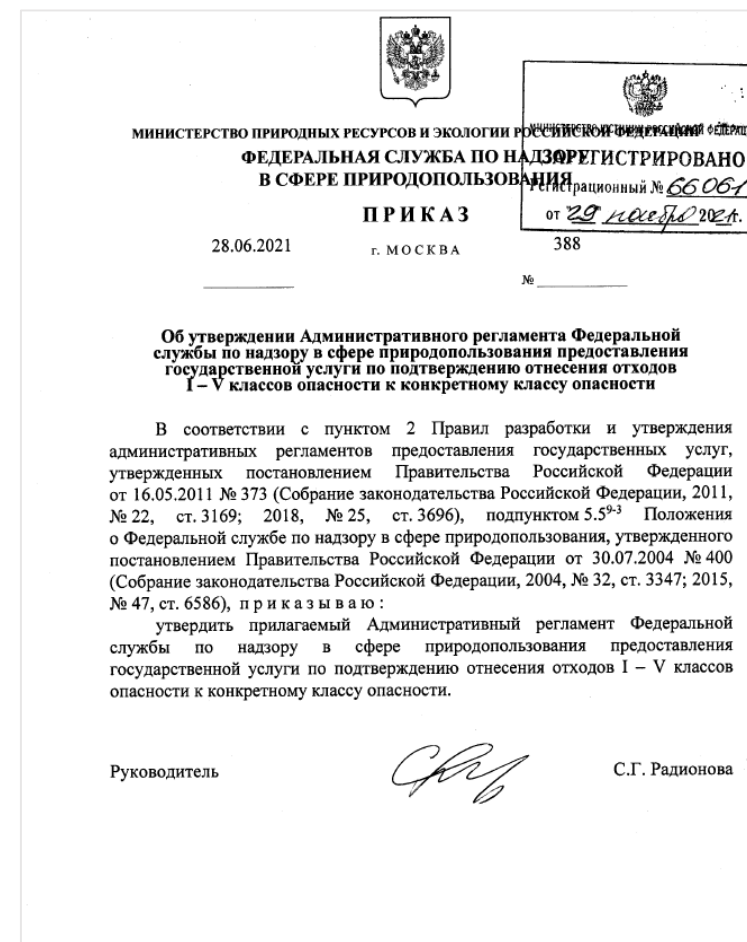 МИНИСТЕРСТВО ПРИРОДНЫХ РЕСУРСОВ И ЭКОЛОГИИ РОССИЙСКОЙ ФЕДЕРАЦИИ
ФЕДЕРАЛЬНАЯ СЛУЖБА ПО НАДЗОРУ
В СФЕРЕ ПРИРОДОПОЛЬЗОВАНИЯ
МИНИСТЕРСТВО ЮСТИЦИИ РОССИЙСКОЙ ФЕДЕРАЦ
ЗАРЕГИСТРИРОВАНО
Регистрационный № 66061
от "29" ноября 2021г.
ПРИКАЗ
28.06.2021 г. МОСКВА 388
№
Об утверждении Административного регламента Федеральной
службы по надзору в сфере природопользования предоставления
государственной услуги по подтверждению отнесения отходов
I – V классов опасности к конкретному классу опасности
В соответствии с пунктом 2 Правил разработки и утверждения
административных регламентов предоставления государственных услуг,
утвержденных постановлением Правительства Российской Федерации
от 16.05.2011 № 373 (Собрание законодательства Российской Федерации, 2011,
№ 22, ст. 3169; 2018, № 25, ст. 3696), подпунктом 5.5⁹⁻³ Положения
о Федеральной службе по надзору в сфере природопользования, утвержденного
постановлением Правительства Российской Федерации от 30.07.2004 № 400
(Собрание законодательства Российской Федерации, 2004, № 32, ст. 3347; 2015,
№ 47, ст. 6586), п р и к а з ы в а ю :
утвердить прилагаемый Административный регламент Федеральной
службы по надзору в сфере природопользования предоставления
государственной услуги по подтверждению отнесения отходов I – V классов
опасности к конкретному классу опасности.
Руководитель С.Г. Радионова